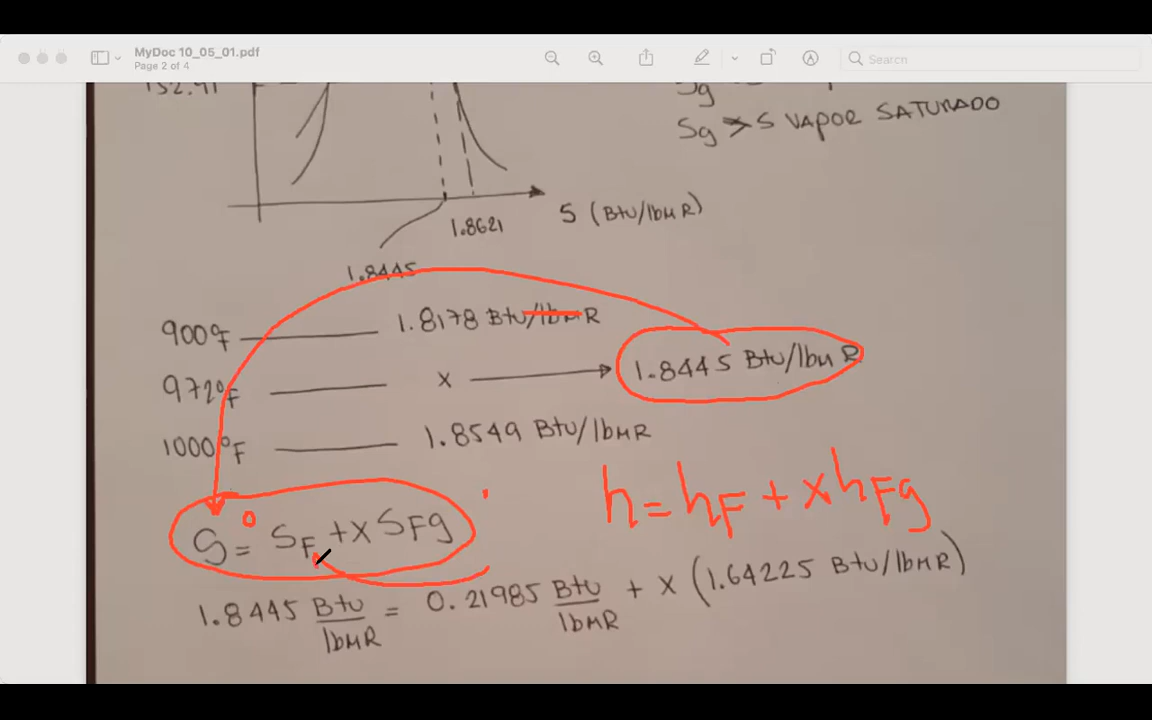 MyDoc 10_05_01.pdf
Page 2 of 4
Search
152.91
Sg
Sg > S VAPOR SATURADO
S (Btu/lbmR)
1.8621
1.8445
900°F 1.8178 Btu/lbmR
972°F x 1.8445 Btu/lbm R
1000°F 1.8549 Btu/lbmR
h = hF + xhFg
S = SF + x SFg
1.8445 Btu/lbmR = 0.21985 Btu/lbmR + x (1.64225 Btu/lbmR)